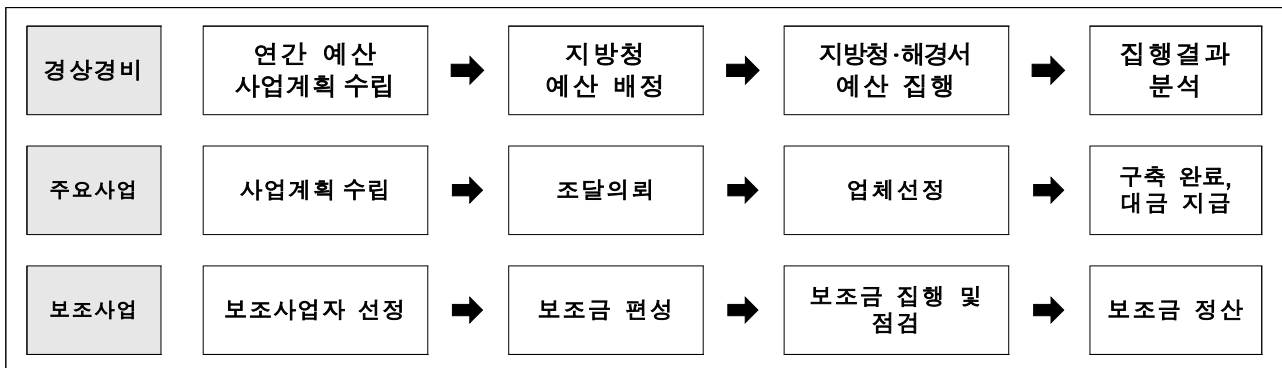 경상경비
연간 예산
사업계획 수립
지방청
예산 배정
지방청·해경서
예산 집행
집행결과
분석
주요사업
사업계획 수립
조달의뢰
업체선정
구축 완료,
대금 지급
보조사업
보조사업자 선정
보조금 편성
보조금 집행 및
점검
보조금 정산